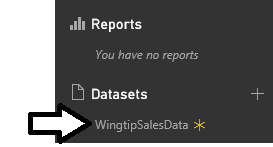 Reports
You have no reports
Datasets
WingtipSalesData